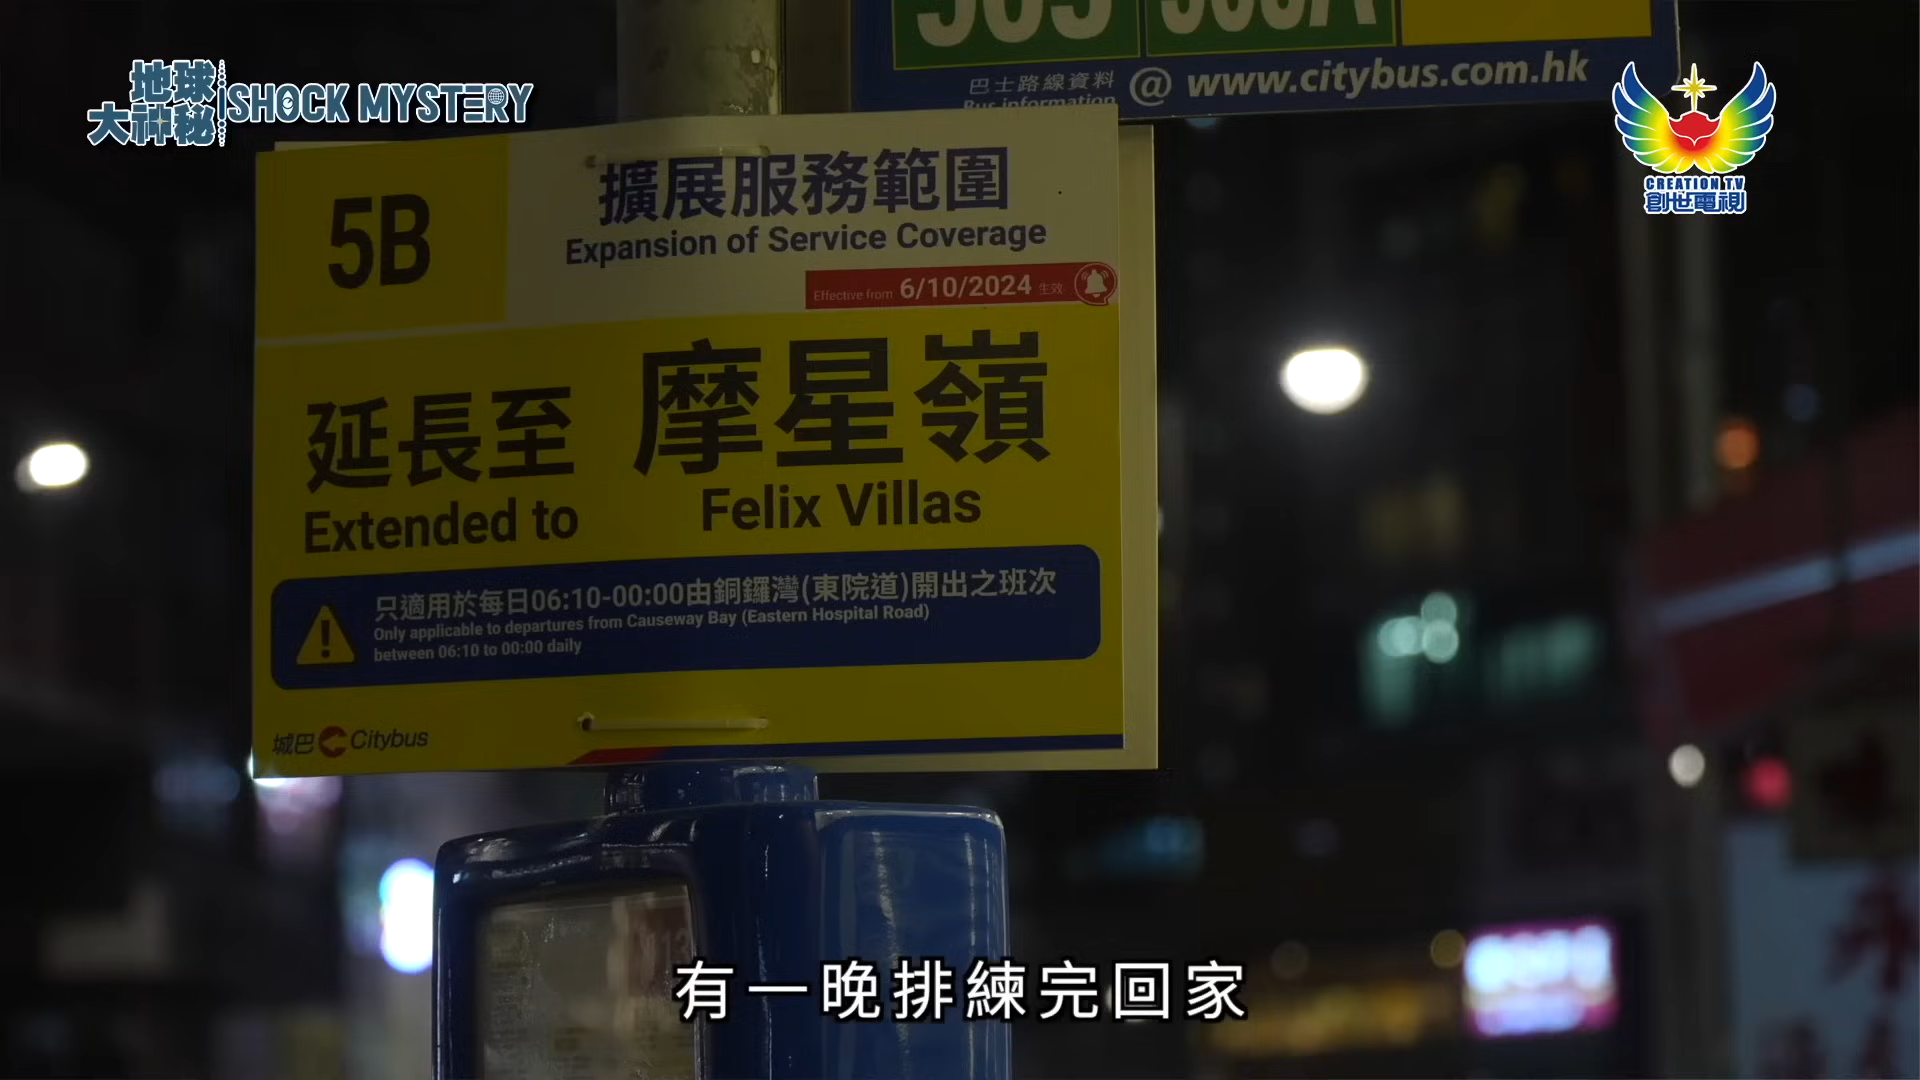 地球
大神秘
iSHOCK MYSTERY
巴士路線資料
Bus information
@ www.citybus.com.hk
CREATION TV
創世電視
5B
擴展服務範圍
Expansion of Service Coverage
Effective from 6/10/2024 生效
延長至 摩星嶺
Extended to Felix Villas
只適用於每日06:10-00:00由銅鑼灣(東院道)開出之班次
Only applicable to departures from Causeway Bay (Eastern Hospital Road)
between 06:10 to 00:00 daily
城巴 Citybus
有一晚排練完回家